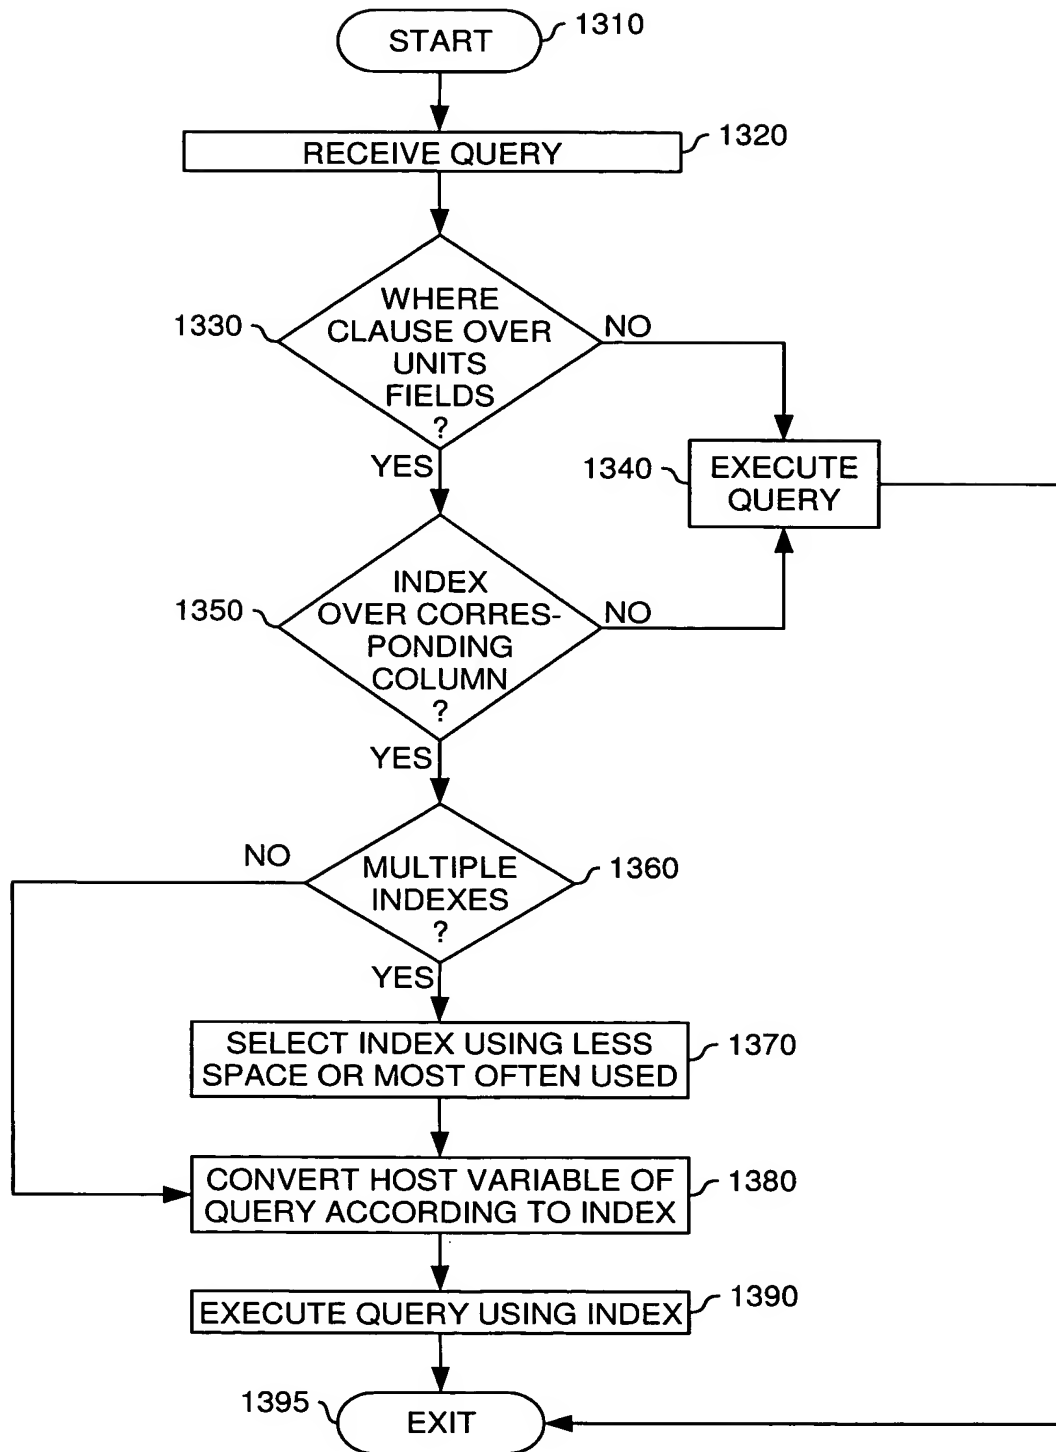 START
1310
RECEIVE QUERY
1320
WHERE
CLAUSE OVER
UNITS
FIELDS
?
1330
NO
YES
1340
EXECUTE
QUERY
INDEX
OVER CORRES-
PONDING
COLUMN
?
1350
NO
YES
MULTIPLE
INDEXES
?
1360
NO
YES
SELECT INDEX USING LESS
SPACE OR MOST OFTEN USED
1370
CONVERT HOST VARIABLE OF
QUERY ACCORDING TO INDEX
1380
EXECUTE QUERY USING INDEX
1390
1395
EXIT